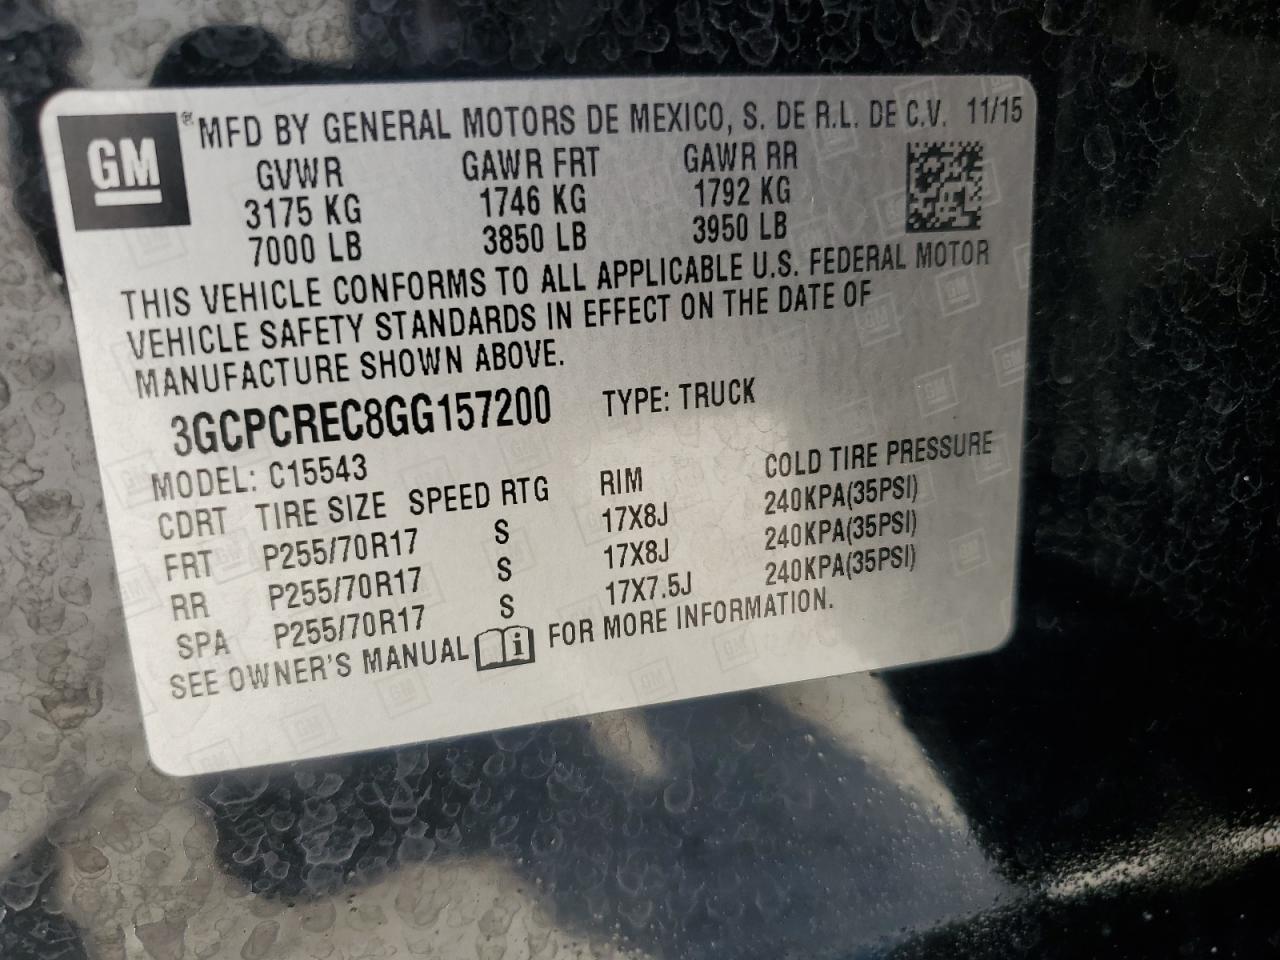 GM ® MFD BY GENERAL MOTORS DE MEXICO, S. DE R.L. DE C.V. 11/15
GVWR GAWR FRT GAWR RR
3175 KG 1746 KG 1792 KG
7000 LB 3850 LB 3950 LB
THIS VEHICLE CONFORMS TO ALL APPLICABLE U.S. FEDERAL MOTOR
VEHICLE SAFETY STANDARDS IN EFFECT ON THE DATE OF
MANUFACTURE SHOWN ABOVE.
3GCPCREC8GG157200 TYPE: TRUCK
MODEL: C15543
CDRT TIRE SIZE SPEED RTG RIM COLD TIRE PRESSURE
FRT P255/70R17 S 17X8J 240KPA(35PSI)
RR P255/70R17 S 17X8J 240KPA(35PSI)
SPA P255/70R17 S 17X7.5J 240KPA(35PSI)
SEE OWNER'S MANUAL i FOR MORE INFORMATION.